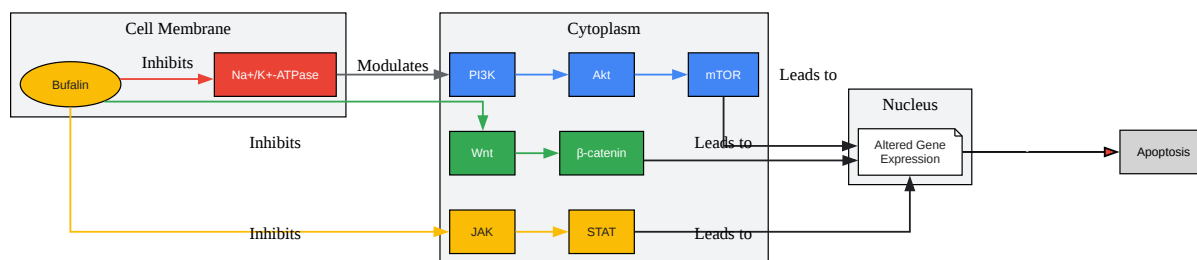 Cell Membrane
Cytoplasm
Inhibits
Modulates
Leads to
Bufalin
Na+/K+-ATPase
PI3K
Akt
mTOR
Nucleus
Inhibits
Wnt
β-catenin
Leads to
Altered Gene
Expression
Apoptosis
Inhibits
JAK
STAT
Leads to